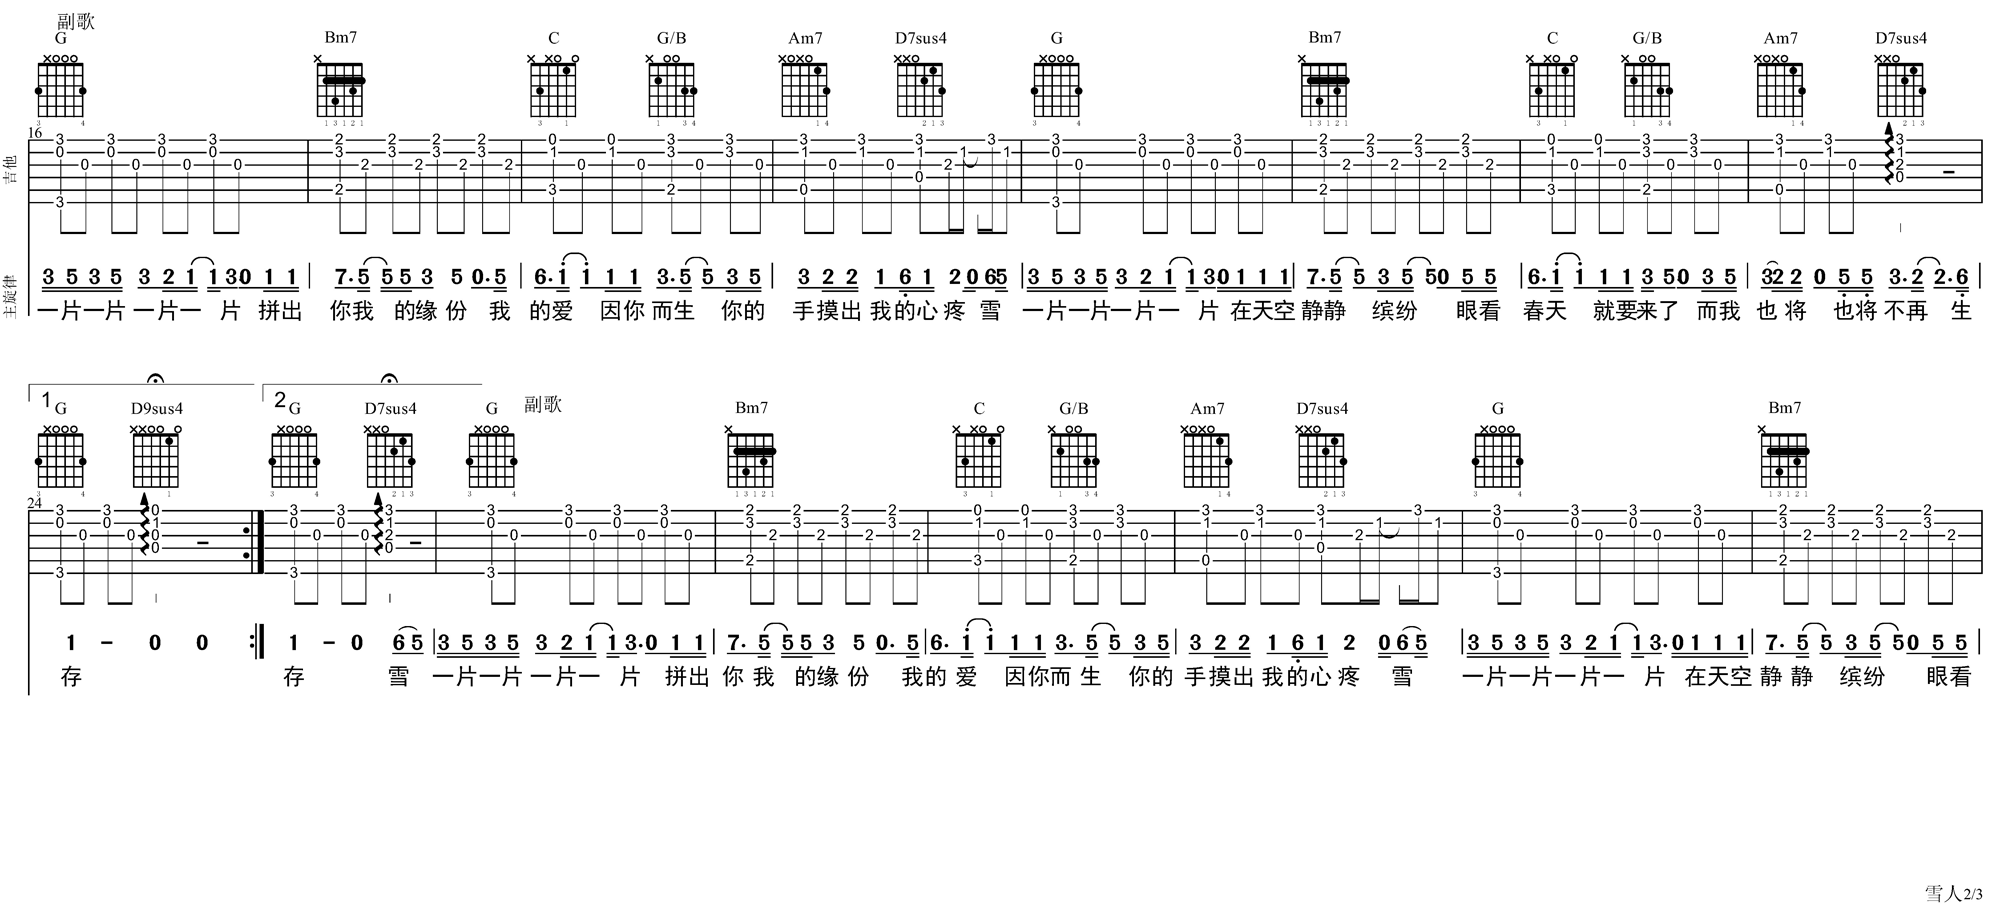 副歌
G Bm7 C G/B Am7 D7sus4 G Bm7 C G/B Am7 D7sus4
16
吉他
主旋律
3 5 3 5 3 2 1 1 3 0 1 1 | 7. 5 5 5 3 5 0. 5 | 6. 1 1 1 1 3. 5 5 3 5 | 3 2 2 1 6 1 2 0 6 5 | 3 5 3 5 3 2 1 1 3 0 1 1 1 | 7. 5 5 3 5 5 0 5 5 | 6. 1 1 1 1 3 5 0 3 5 | 3 2 2 0 5 5 3. 2 2. 6 |
一片一片 一片一 片 拼出 你我 的缘份 我 的爱 因你而生 你的 手摸出 我的心疼 雪 一片一片一片一 片 在天空 静静 缤纷 眼看 春天 就要来了 而我 也将 也将 不再 生
1 2 副歌
G D9sus4 G D7sus4 G Bm7 C G/B Am7 D7sus4 G Bm7
24
1 – 0 0 :| 1 – 0 6 5 | 3 5 3 5 3 2 1 1 3. 0 1 1 | 7. 5 5 5 3 5 0. 5 | 6. 1 1 1 1 3. 5 5 3 5 | 3 2 2 1 6 1 2 0 6 5 | 3 5 3 5 3 2 1 1 3. 0 1 1 1 | 7. 5 5 3 5 5 0 5 5 |
存 存 雪 一片一片 一片一 片 拼出 你我 的缘份 我的 爱 因你而 生 你的 手摸出 我的心疼 雪 一片一片一片一 片 在天空 静静 缤纷 眼看
雪人2/3